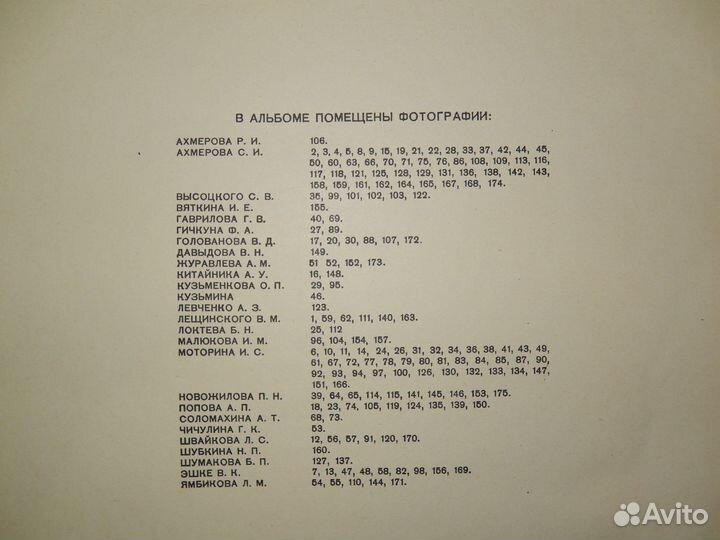 В АЛЬБОМЕ ПОМЕЩЕНЫ ФОТОГРАФИИ:
АХМЕРОВА Р. И. 106.
АХМЕРОВА С. И. 2, 3, 4, 5, 8, 9, 15, 19, 21, 22, 28, 33, 37, 42, 44, 45,
50, 60, 63, 66, 70, 71, 75, 76, 86, 108, 109, 113, 116,
117, 118, 121, 125, 128, 129, 131, 136, 138, 142, 143,
158, 159, 161, 162, 164, 165, 167, 168, 174.
ВЫСОЦКОГО С. В. 35, 99, 101, 102, 103, 122.
ВЯТКИНА И. Е. 155.
ГАВРИЛОВА Г. В. 40, 69.
ГИЧКУНА Ф. А. 27, 89.
ГОЛОВАНОВА В. Д. 17, 20, 30, 88, 107, 172.
ДАВЫДОВА В. Н. 149.
ЖУРАВЛЕВА А. М. 51 52, 152, 173.
КИТАЙНИКА А. У. 16, 148.
КУЗЬМЕНКОВА О. П. 29, 95.
КУЗЬМИНА 46.
ЛЕВЧЕНКО А. З. 123.
ЛЕЩИНСКОГО В. М. 1, 59, 62, 111, 140, 163.
ЛОКТЕВА Б. Н. 25, 112
МАЛЮКОВА И. М. 96, 104, 154, 157.
МОТОРИНА И. С. 6, 10, 11, 14, 24, 26, 31, 32, 34, 36, 38, 41, 43, 49,
61, 67, 72, 77, 78, 79, 80, 81, 83, 84, 85, 87, 90,
92, 93, 94, 97, 100, 126, 130, 132, 133, 134, 147,
151, 166.
НОВОЖИЛОВА П. Н. 39, 64, 65, 114, 115, 141, 145, 146, 153, 175.
ПОПОВА А. П. 18, 23, 74, 105, 119, 124, 135, 139, 150.
СОЛОМАХИНА А. Т. 68, 73.
ЧИЧУЛИНА Г. К. 53.
ШВАЙКОВА Л. С. 12, 56, 57, 91, 120, 170.
ШУБКИНА Н. П. 160.
ШУМАКОВА Б. П. 127, 137.
ЭШКЕ В. К. 7, 13, 47, 48, 58, 82, 98, 156, 169.
ЯМБИКОВА Л. М. 54, 55, 110, 144, 171.
Avito